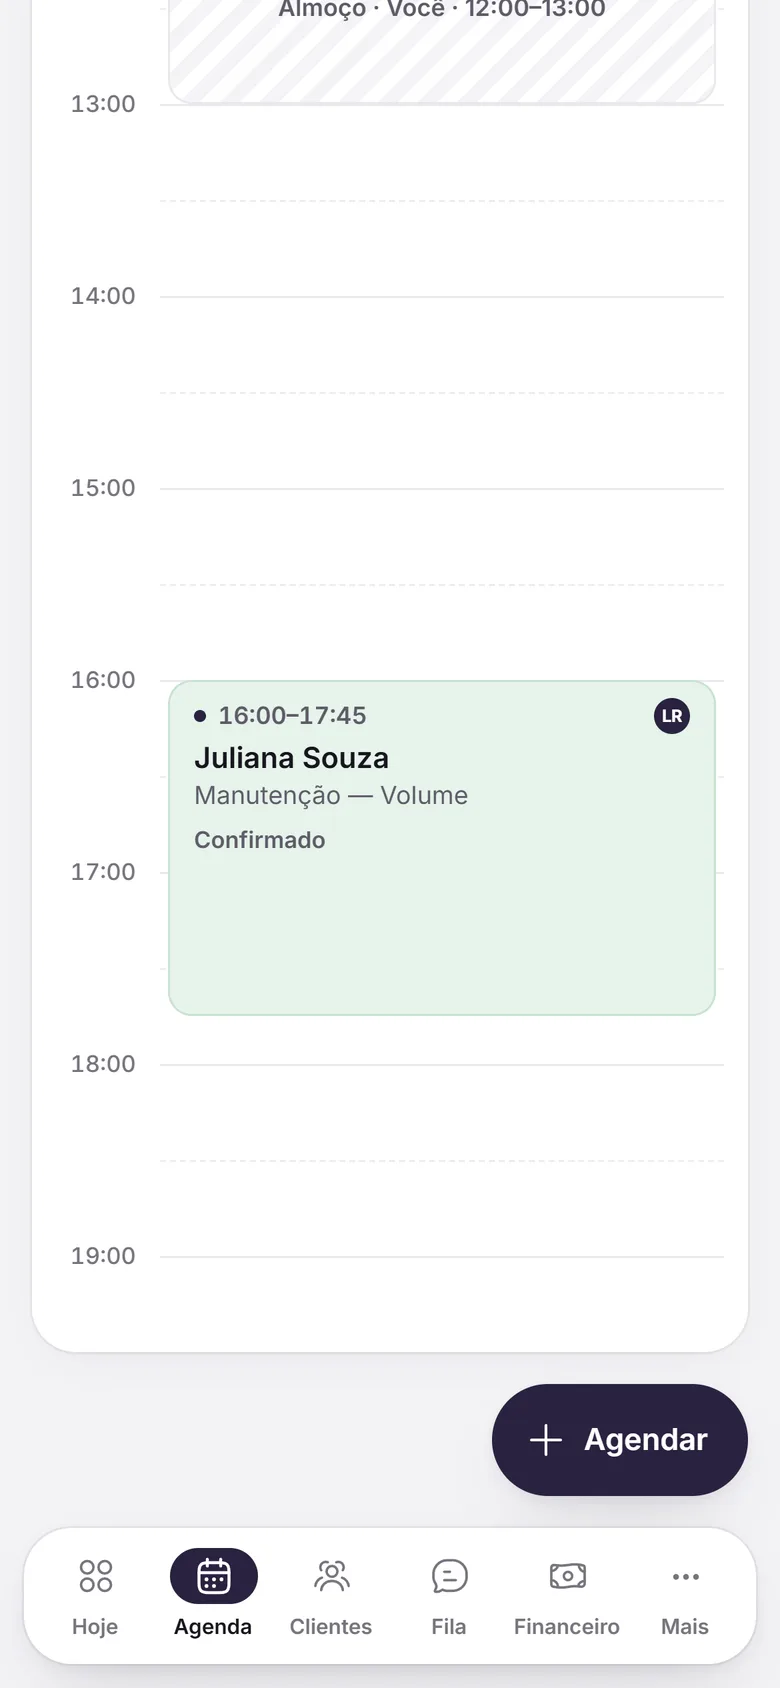 Almoço · Você · 12:00–13:00
13:00
14:00
15:00
16:00
16:00–17:45
LR
Juliana Souza
Manutenção — Volume
Confirmado
17:00
18:00
19:00
Agendar
Hoje
Agenda
Clientes
Fila
Financeiro
Mais